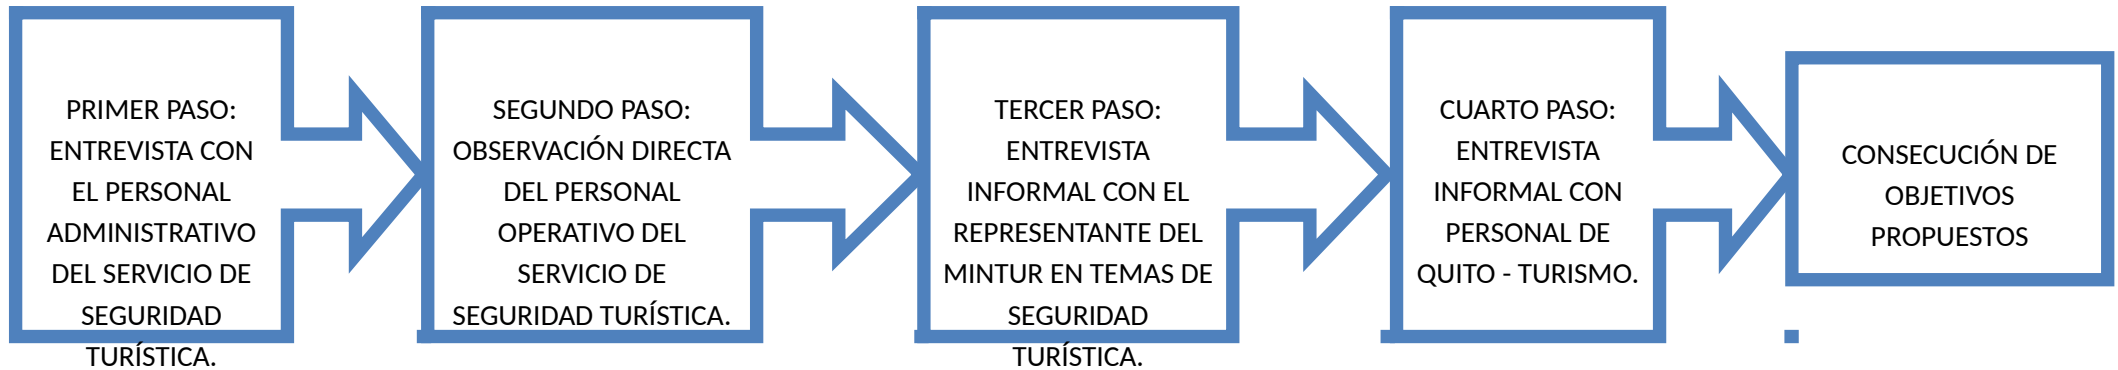 PRIMER PASO:
ENTREVISTA CON
EL PERSONAL
ADMINISTRATIVO
DEL SERVICIO DE
SEGURIDAD
TURÍSTICA.
SEGUNDO PASO:
OBSERVACIÓN DIRECTA
DEL PERSONAL
OPERATIVO DEL
SERVICIO DE
SEGURIDAD TURÍSTICA.
TERCER PASO:
ENTREVISTA
INFORMAL CON EL
REPRESENTANTE DEL
MINTUR EN TEMAS DE
SEGURIDAD
TURÍSTICA.
CUARTO PASO:
ENTREVISTA
INFORMAL CON
PERSONAL DE
QUITO - TURISMO.
CONSECUCIÓN DE
OBJETIVOS
PROPUESTOS